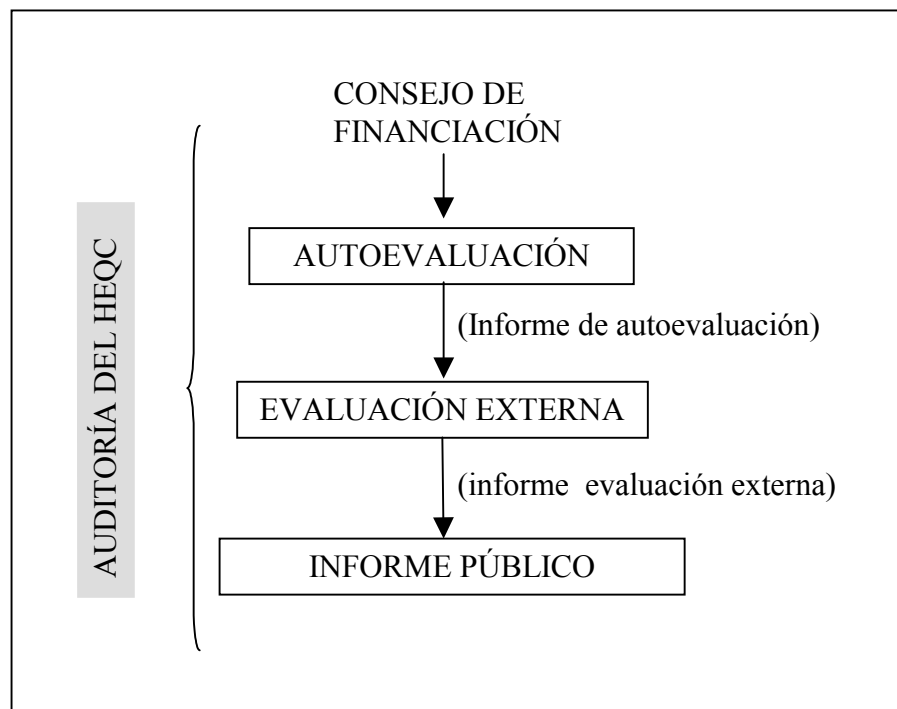 CONSEJO DE
FINANCIACIÓN
AUDITORÍA DEL HEQC
AUTOEVALUACIÓN
(Informe de autoevaluación)
EVALUACIÓN EXTERNA
(informe evaluación externa)
INFORME PÚBLICO